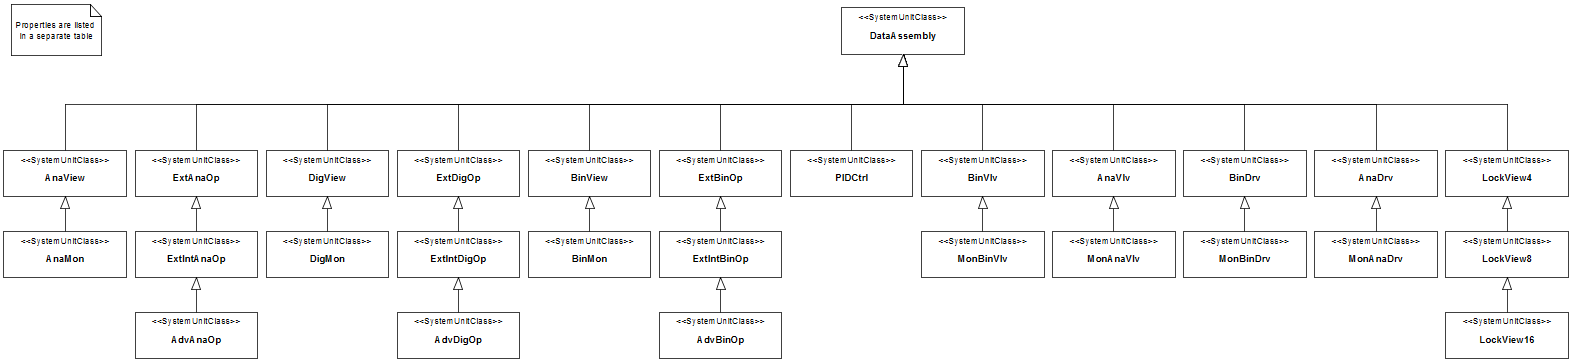 Properties are listed
in a separate table
<<SystemUnitClass>>
DataAssembly
<<SystemUnitClass>>
AnaView
<<SystemUnitClass>>
ExtAnaOp
<<SystemUnitClass>>
DigView
<<SystemUnitClass>>
ExtDigOp
<<SystemUnitClass>>
BinView
<<SystemUnitClass>>
ExtBinOp
<<SystemUnitClass>>
PIDCtrl
<<SystemUnitClass>>
BinVlv
<<SystemUnitClass>>
AnaVlv
<<SystemUnitClass>>
BinDrv
<<SystemUnitClass>>
AnaDrv
<<SystemUnitClass>>
LockView4
<<SystemUnitClass>>
AnaMon
<<SystemUnitClass>>
ExtIntAnaOp
<<SystemUnitClass>>
DigMon
<<SystemUnitClass>>
ExtIntDigOp
<<SystemUnitClass>>
BinMon
<<SystemUnitClass>>
ExtIntBinOp
<<SystemUnitClass>>
MonBinVlv
<<SystemUnitClass>>
MonAnaVlv
<<SystemUnitClass>>
MonBinDrv
<<SystemUnitClass>>
MonAnaDrv
<<SystemUnitClass>>
LockView8
<<SystemUnitClass>>
AdvAnaOp
<<SystemUnitClass>>
AdvDigOp
<<SystemUnitClass>>
AdvBinOp
<<SystemUnitClass>>
LockView16